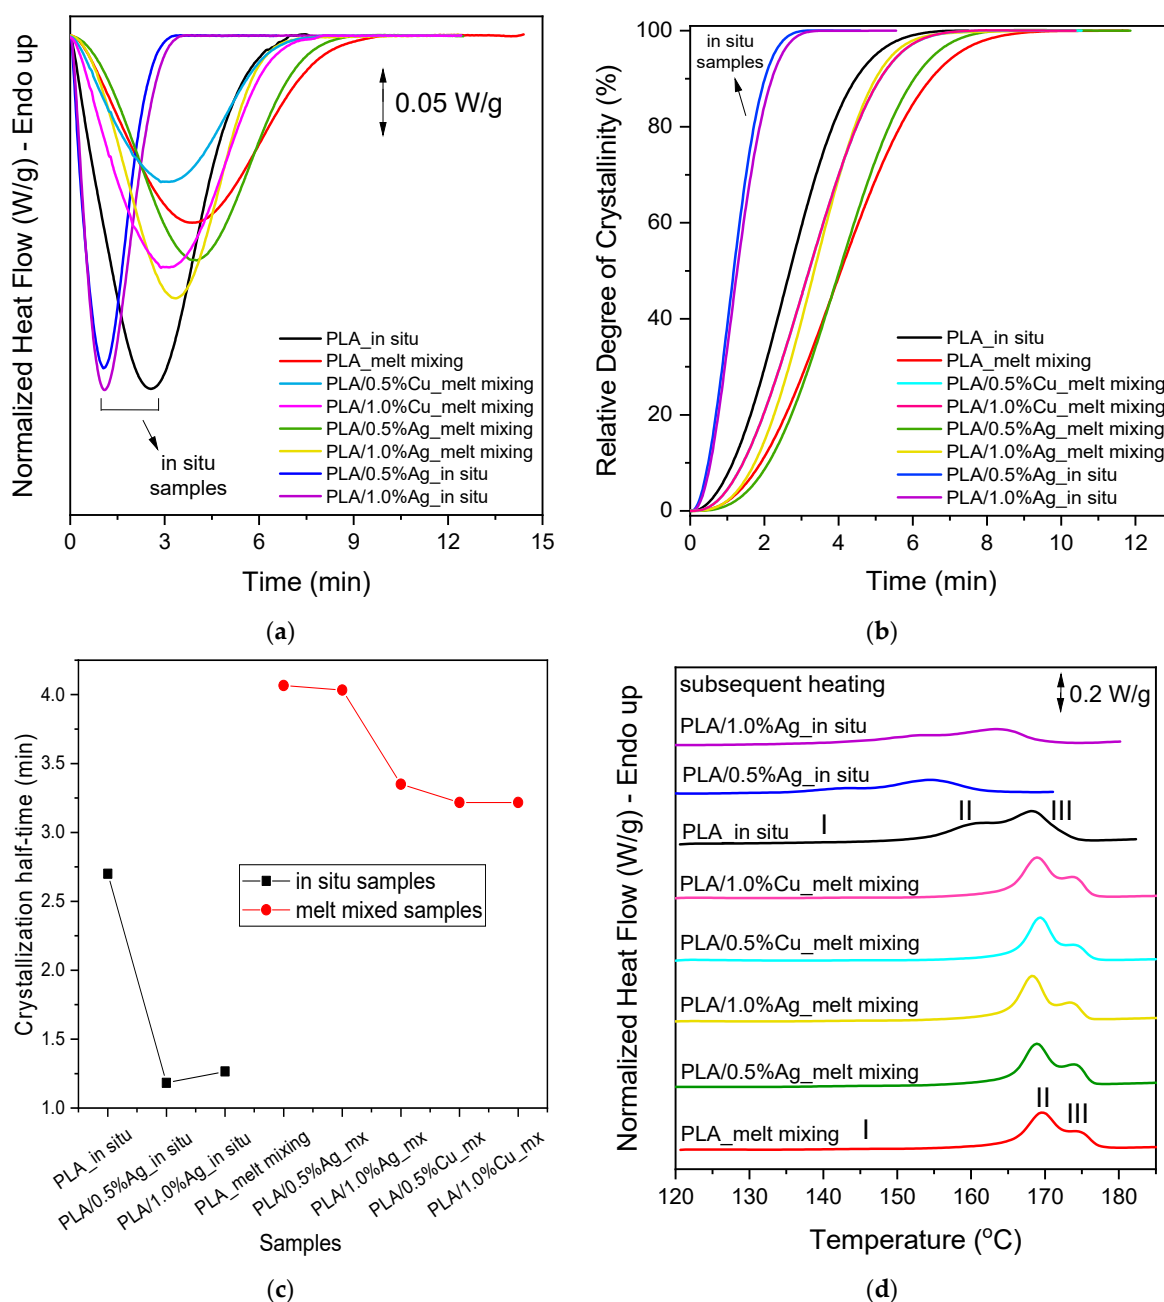 Normalized Heat Flow (W/g) - Endo up
0.05 W/g
PLA_in situ
PLA_melt mixing
PLA/0.5%Cu_melt mixing
PLA/1.0%Cu_melt mixing
PLA/0.5%Ag_melt mixing
PLA/1.0%Ag_melt mixing
PLA/0.5%Ag_in situ
PLA/1.0%Ag_in situ
in situ
samples
0 3 6 9 12 15
Time (min)
(a)
Relative Degree of Crystallinity (%)
100
80
60
40
20
0
in situ
samples
PLA_in situ
PLA_melt mixing
PLA/0.5%Cu_melt mixing
PLA/1.0%Cu_melt mixing
PLA/0.5%Ag_melt mixing
PLA/1.0%Ag_melt mixing
PLA/0.5%Ag_in situ
PLA/1.0%Ag_in situ
0 2 4 6 8 10 12
Time (min)
(b)
Crystallization half-time (min)
4.0
3.5
3.0
2.5
2.0
1.5
1.0
in situ samples
melt mixed samples
PLA_in situ
PLA/0.5%Ag_in situ
PLA/1.0%Ag_in situ
PLA_melt mixing
PLA/0.5%Ag_mx
PLA/1.0%Ag_mx
PLA/0.5%Cu_mx
PLA/1.0%Cu_mx
Samples
(c)
Normalized Heat Flow (W/g) - Endo up
subsequent heating
0.2 W/g
PLA/1.0%Ag_in situ
PLA/0.5%Ag_in situ
PLA_in situ
I II III
PLA/1.0%Cu_melt mixing
PLA/0.5%Cu_melt mixing
PLA/1.0%Ag_melt mixing
PLA/0.5%Ag_melt mixing
PLA_melt mixing
I II III
120 130 140 150 160 170 180
Temperature (°C)
(d)